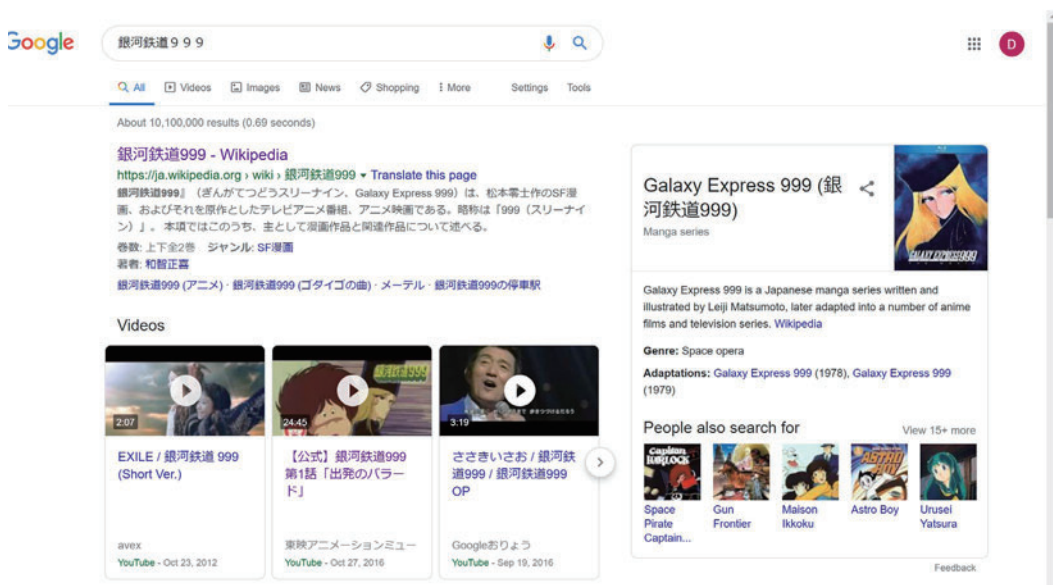 Google
銀河鉄道９９９
D
All Videos Images News Shopping More Settings Tools
About 10,100,000 results (0.69 seconds)
銀河鉄道999 - Wikipedia
https://ja.wikipedia.org › wiki › 銀河鉄道999 ▾ Translate this page
銀河鉄道999』（ぎんがてつどうスリーナイン、Galaxy Express 999）は、松本零士作のSF漫
画、およびそれを原作としたテレビアニメ番組、アニメ映画である。略称は「999（スリーナイ
ン）」。 本項ではこのうち、主として漫画作品と関連作品について述べる。
巻数: 上下全2巻 ジャンル: SF漫画
著者: 和智正喜
銀河鉄道999 (アニメ) · 銀河鉄道999 (ゴダイゴの曲) · メーテル · 銀河鉄道999の停車駅
Videos
2:07
EXILE / 銀河鉄道 999
(Short Ver.)
avex
YouTube - Oct 23, 2012
銀河鉄道999
24:45
【公式】銀河鉄道999
第1話「出発のバラー
ド」
東映アニメーションミュー
YouTube - Oct 27, 2016
3:19
ささきいさお / 銀河鉄
道999 / 銀河鉄道999
OP
Googleおりょう
YouTube - Sep 19, 2016
Galaxy Express 999 (銀
河鉄道999)
Manga series
GALAXY EXPRESS 999
Galaxy Express 999 is a Japanese manga series written and
illustrated by Leiji Matsumoto, later adapted into a number of anime
films and television series. Wikipedia
Genre: Space opera
Adaptations: Galaxy Express 999 (1978), Galaxy Express 999
(1979)
People also search for
View 15+ more
Captain
HARLOCK
ASTRO
BOY
Space
Pirate
Captain...
Gun
Frontier
Maison
Ikkoku
Astro Boy
Urusei
Yatsura
Feedback